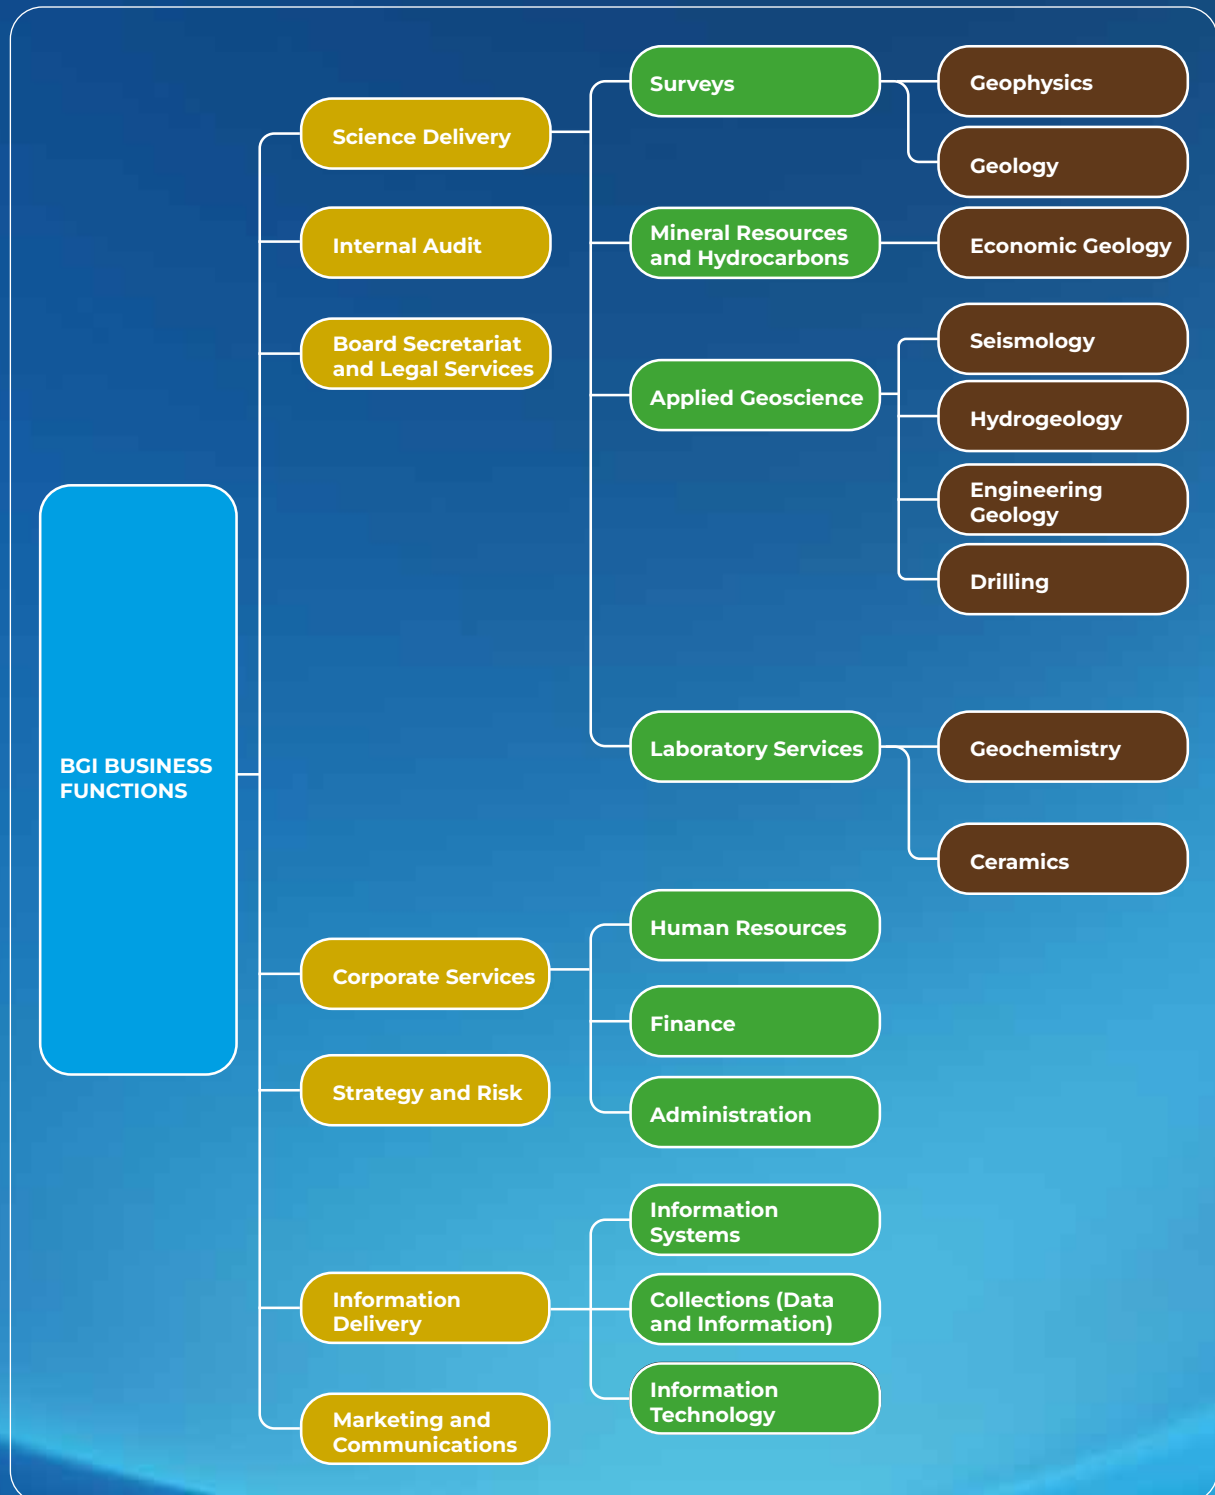 BGI BUSINESS
FUNCTIONS
Science Delivery
Internal Audit
Board Secretariat
and Legal Services
Corporate Services
Strategy and Risk
Information
Delivery
Marketing and
Communications
Surveys
Mineral Resources
and Hydrocarbons
Applied Geoscience
Laboratory Services
Human Resources
Finance
Administration
Information
Systems
Collections (Data
and Information)
Information
Technology
Geophysics
Geology
Economic Geology
Seismology
Hydrogeology
Engineering
Geology
Drilling
Geochemistry
Ceramics